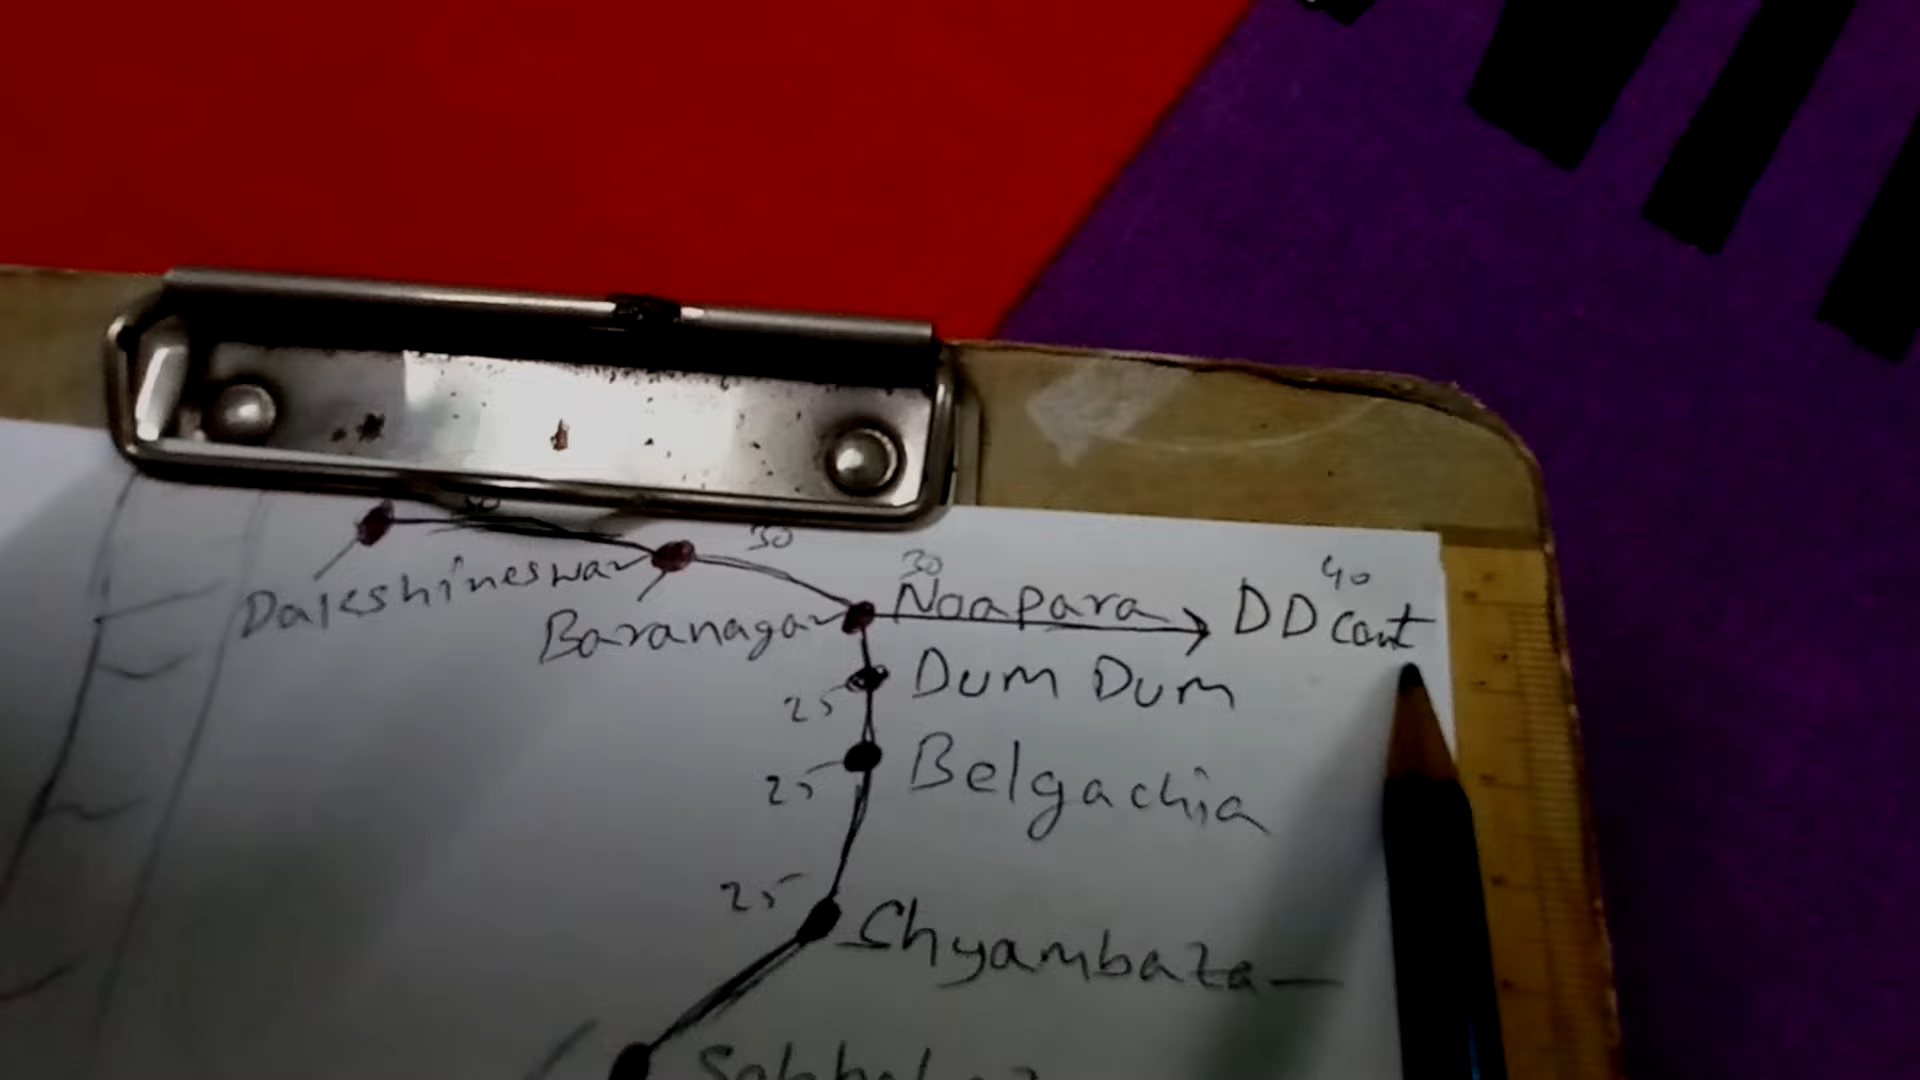 30
30
40
Dakshineswar
Baranagar
Noapara
DD Cant
25
Dum Dum
25
Belgachia
25
Shyambaza